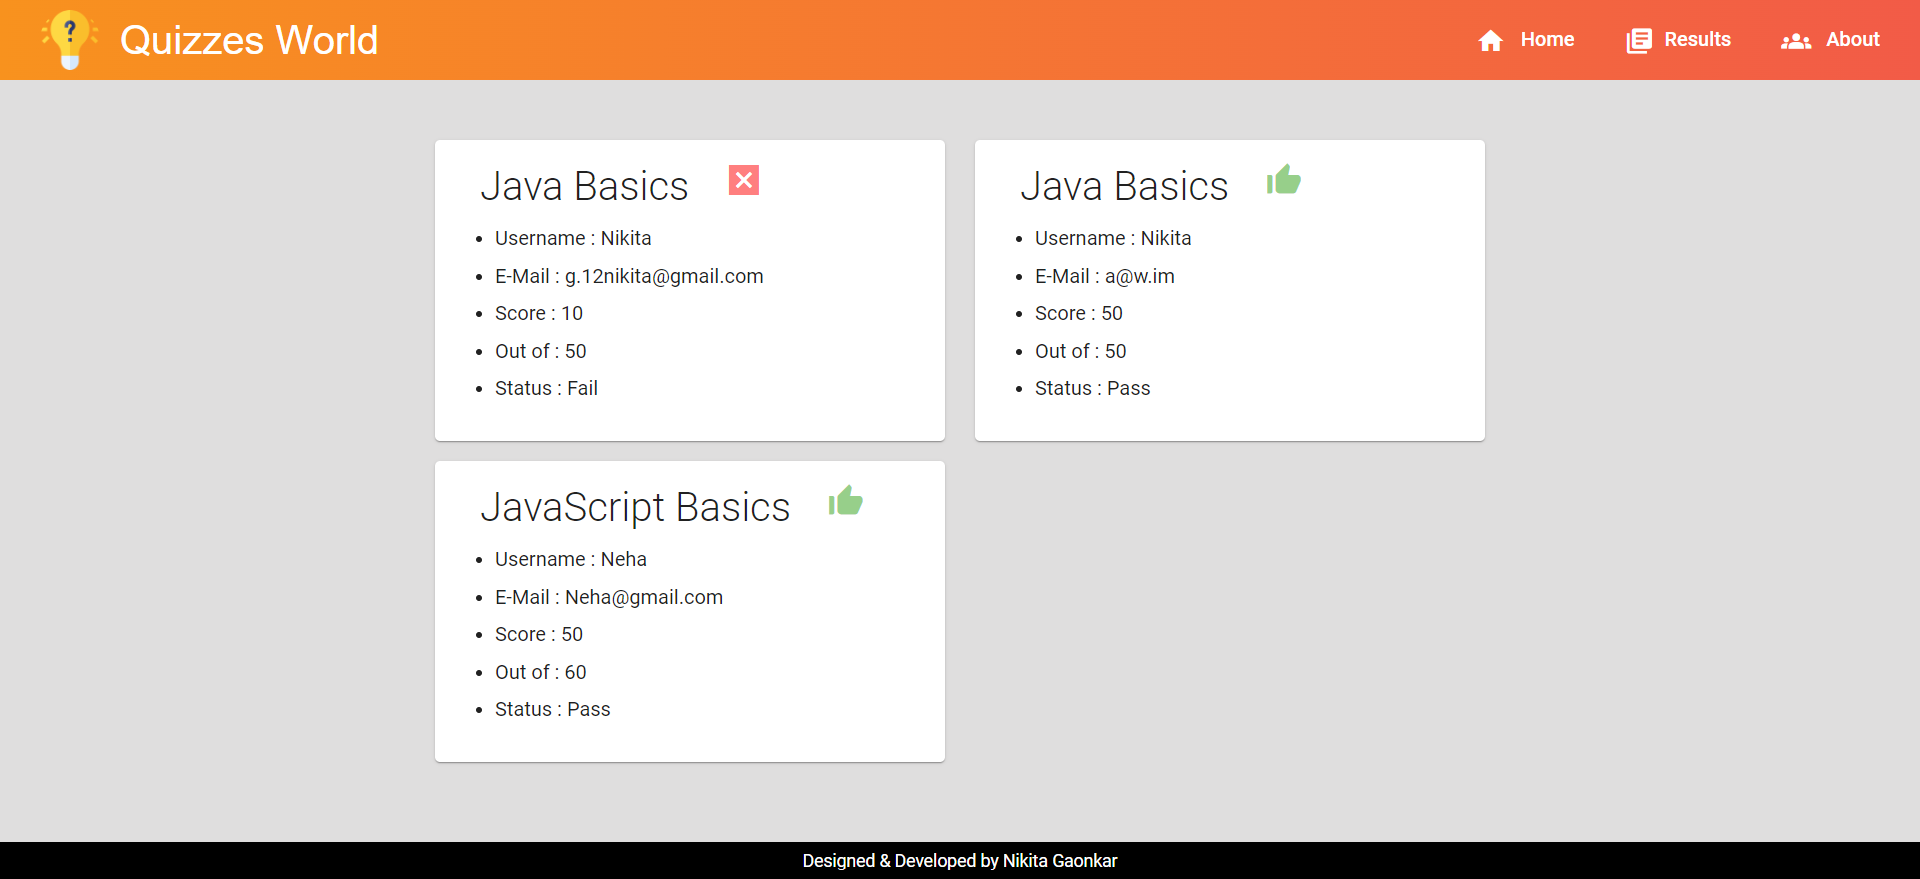 Quizzes World
Home
Results
About
Java Basics
Username : Nikita
E-Mail : g.12nikita@gmail.com
Score : 10
Out of : 50
Status : Fail
Java Basics
Username : Nikita
E-Mail : a@w.im
Score : 50
Out of : 50
Status : Pass
JavaScript Basics
Username : Neha
E-Mail : Neha@gmail.com
Score : 50
Out of : 60
Status : Pass
Designed & Developed by Nikita Gaonkar